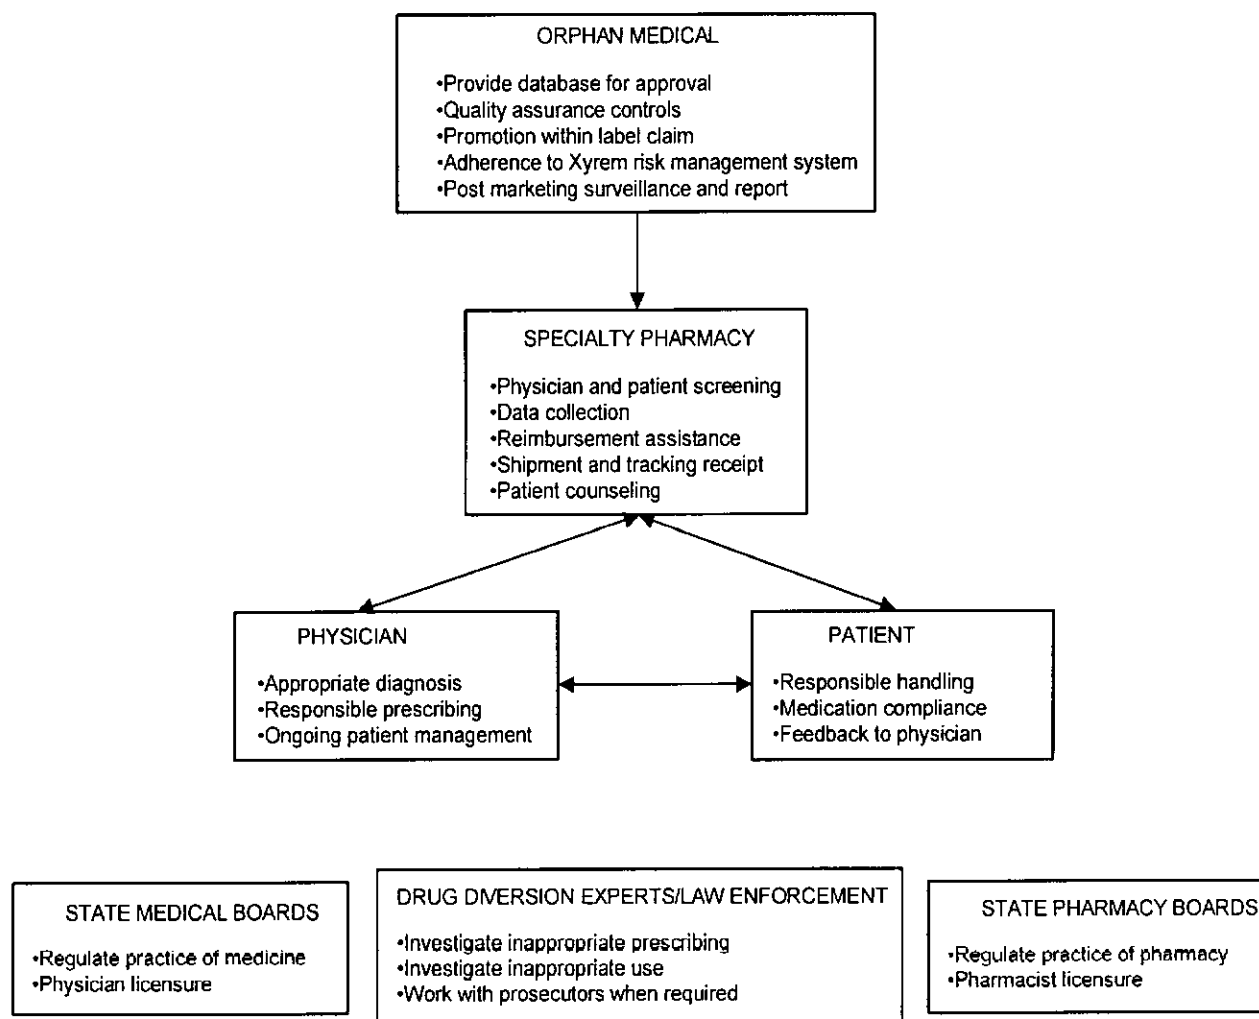 ORPHAN MEDICAL
•Provide database for approval
•Quality assurance controls
•Promotion within label claim
•Adherence to Xyrem risk management system
•Post marketing surveillance and report
SPECIALTY PHARMACY
•Physician and patient screening
•Data collection
•Reimbursement assistance
•Shipment and tracking receipt
•Patient counseling
PHYSICIAN
•Appropriate diagnosis
•Responsible prescribing
•Ongoing patient management
PATIENT
•Responsible handling
•Medication compliance
•Feedback to physician
STATE MEDICAL BOARDS
•Regulate practice of medicine
•Physician licensure
DRUG DIVERSION EXPERTS/LAW ENFORCEMENT
•Investigate inappropriate prescribing
•Investigate inappropriate use
•Work with prosecutors when required
STATE PHARMACY BOARDS
•Regulate practice of pharmacy
•Pharmacist licensure